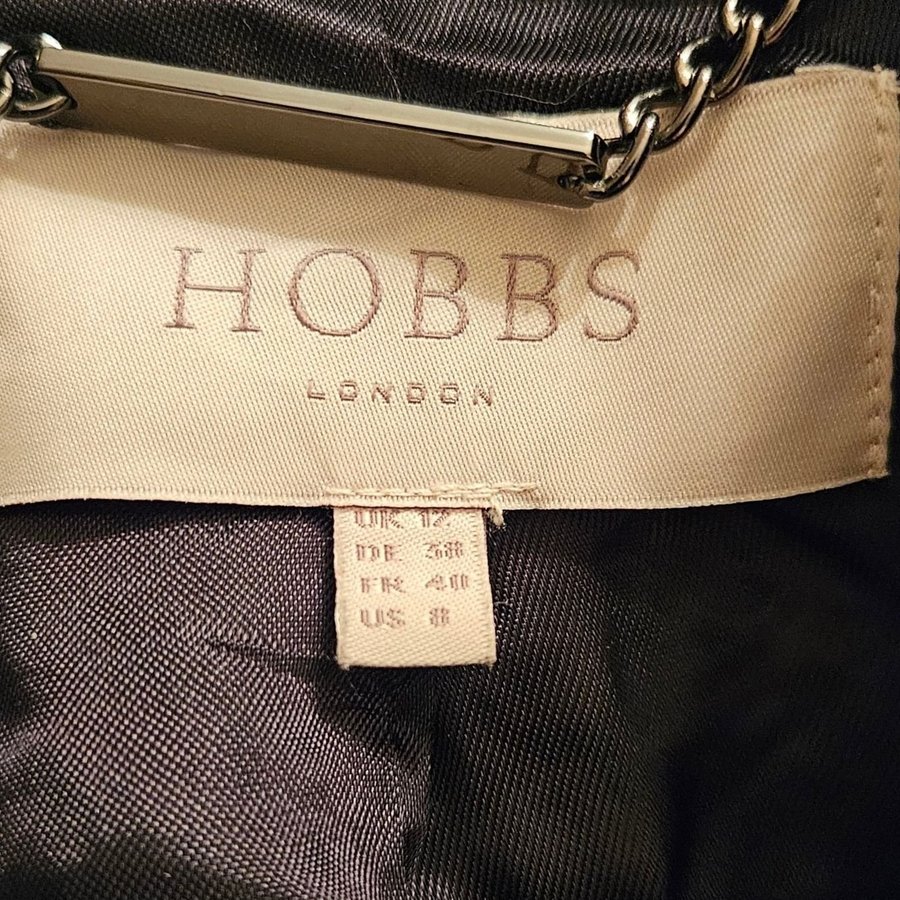 HOBBS
LONDON
UK 12
DE 38
FR 40
US 8